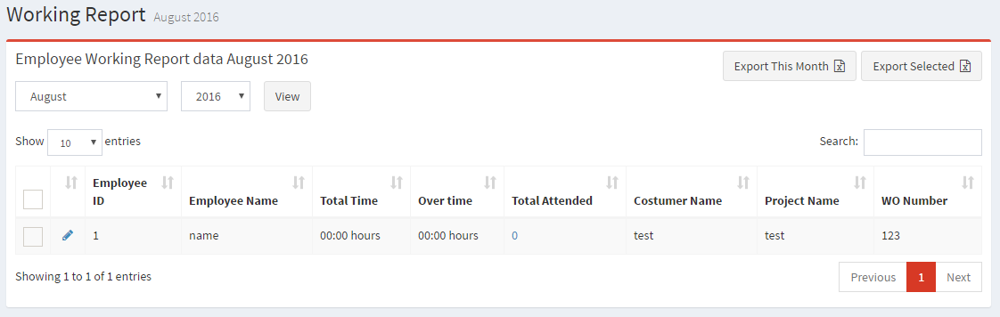 Working Report August 2016
Employee Working Report data August 2016
Export This Month Export Selected
August 2016 View
Show 10 entries Search:
Employee ID Employee Name Total Time Over time Total Attended Costumer Name Project Name WO Number
1 name 00:00 hours 00:00 hours 0 test test 123
Showing 1 to 1 of 1 entries Previous 1 Next